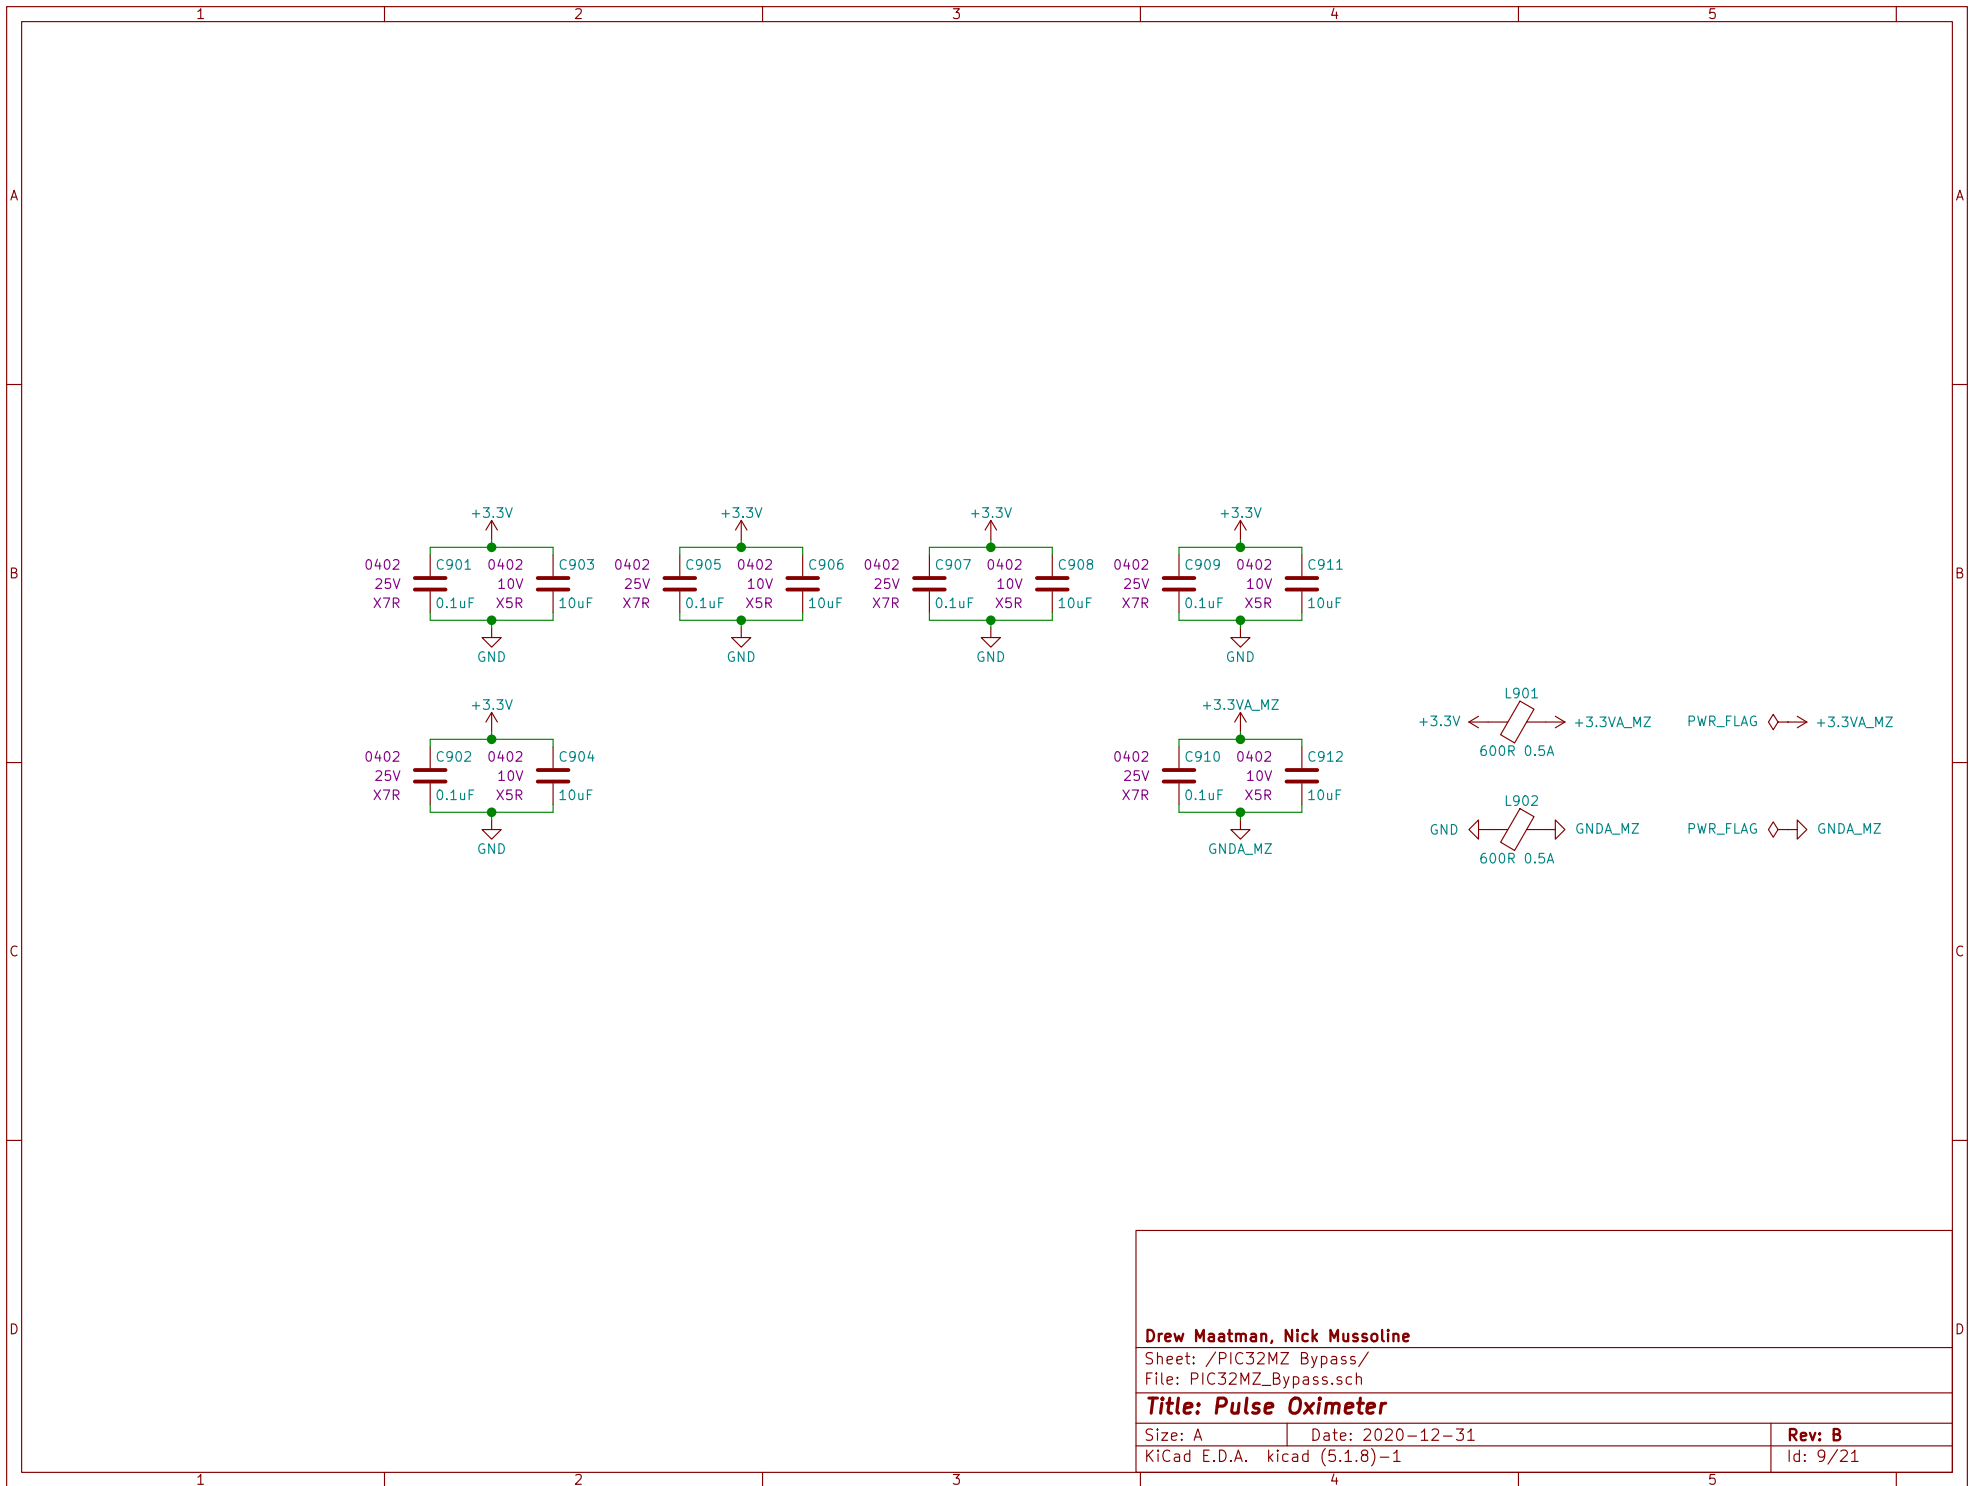 1 2 3 4 5
A A
+3.3V +3.3V +3.3V +3.3V
0402 C901 0402 C903 0402 C905 0402 C906 0402 C907 0402 C908 0402 C909 0402 C911
B B
25V 10V 25V 10V 25V 10V 25V 10V
X7R 0.1uF X5R 10uF X7R 0.1uF X5R 10uF X7R 0.1uF X5R 10uF X7R 0.1uF X5R 10uF
GND GND GND GND
L901
+3.3V +3.3VA_MZ
+3.3V +3.3VA_MZ PWR_FLAG +3.3VA_MZ
600R 0.5A
0402 C902 0402 C904 0402 C910 0402 C912
25V 10V 25V 10V
X7R 0.1uF X5R 10uF X7R 0.1uF X5R 10uF
L902
GND GNDA_MZ PWR_FLAG GNDA_MZ
GND GNDA_MZ
600R 0.5A
C C
D D
Drew Maatman, Nick Mussoline
Sheet: /PIC32MZ Bypass/
File: PIC32MZ_Bypass.sch
Title: Pulse Oximeter
Size: A Date: 2020-12-31 Rev: B
KiCad E.D.A. kicad (5.1.8)-1 Id: 9/21
1 2 3 4 5